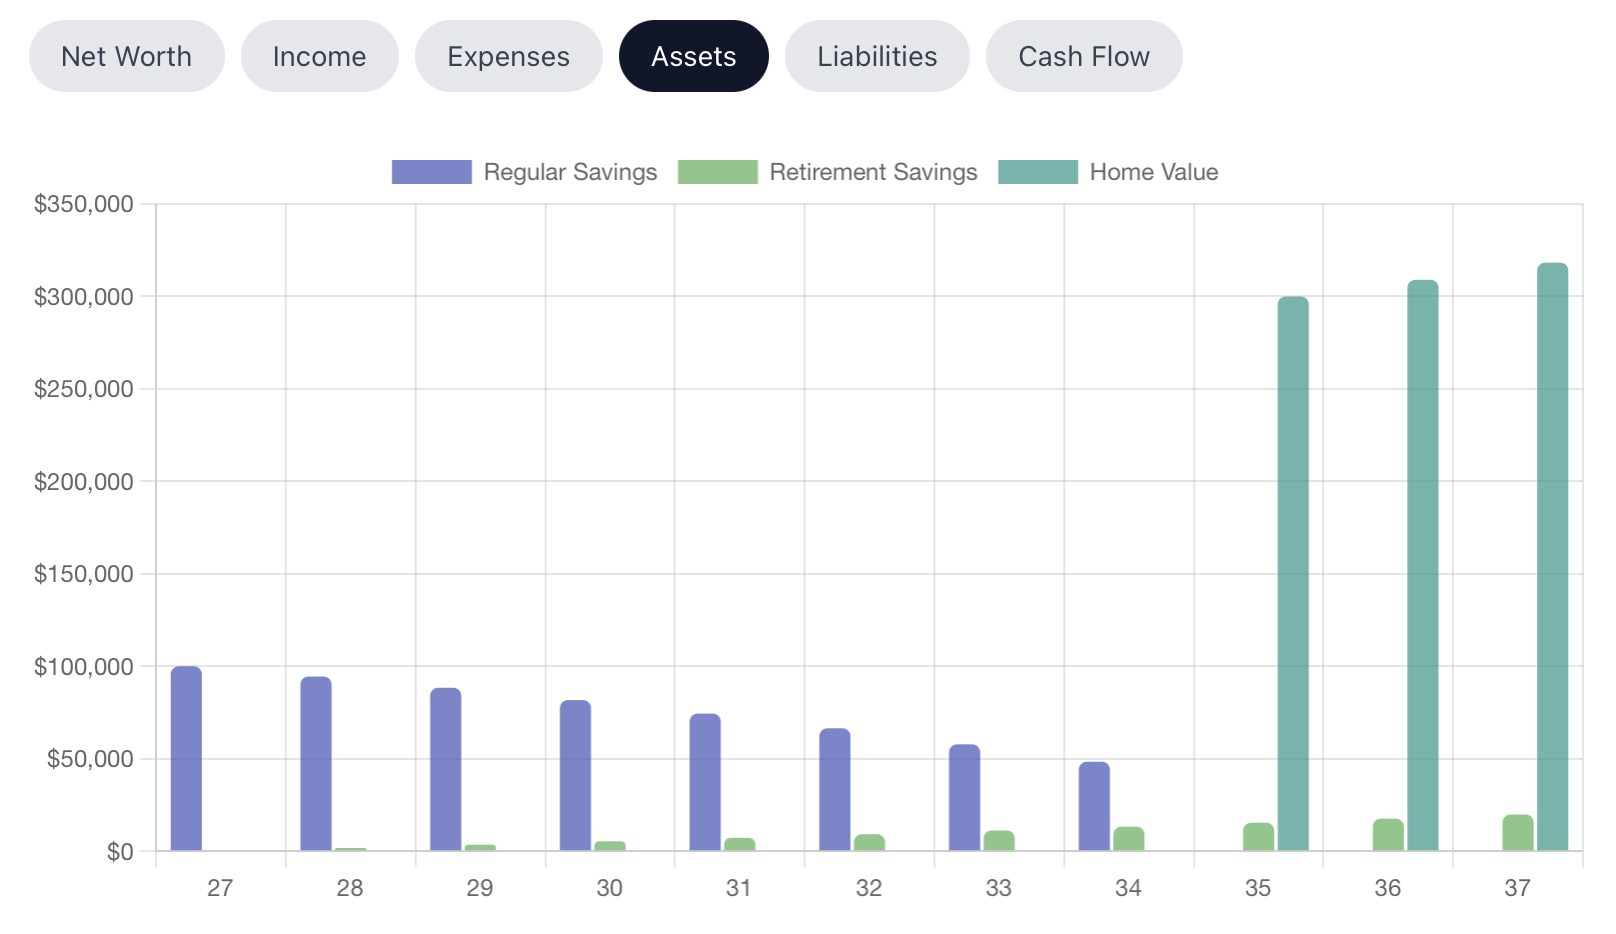 Net Worth Income Expenses Assets Liabilities Cash Flow
Regular Savings Retirement Savings Home Value
$350,000
$300,000
$250,000
$200,000
$150,000
$100,000
$50,000
$0
27 28 29 30 31 32 33 34 35 36 37